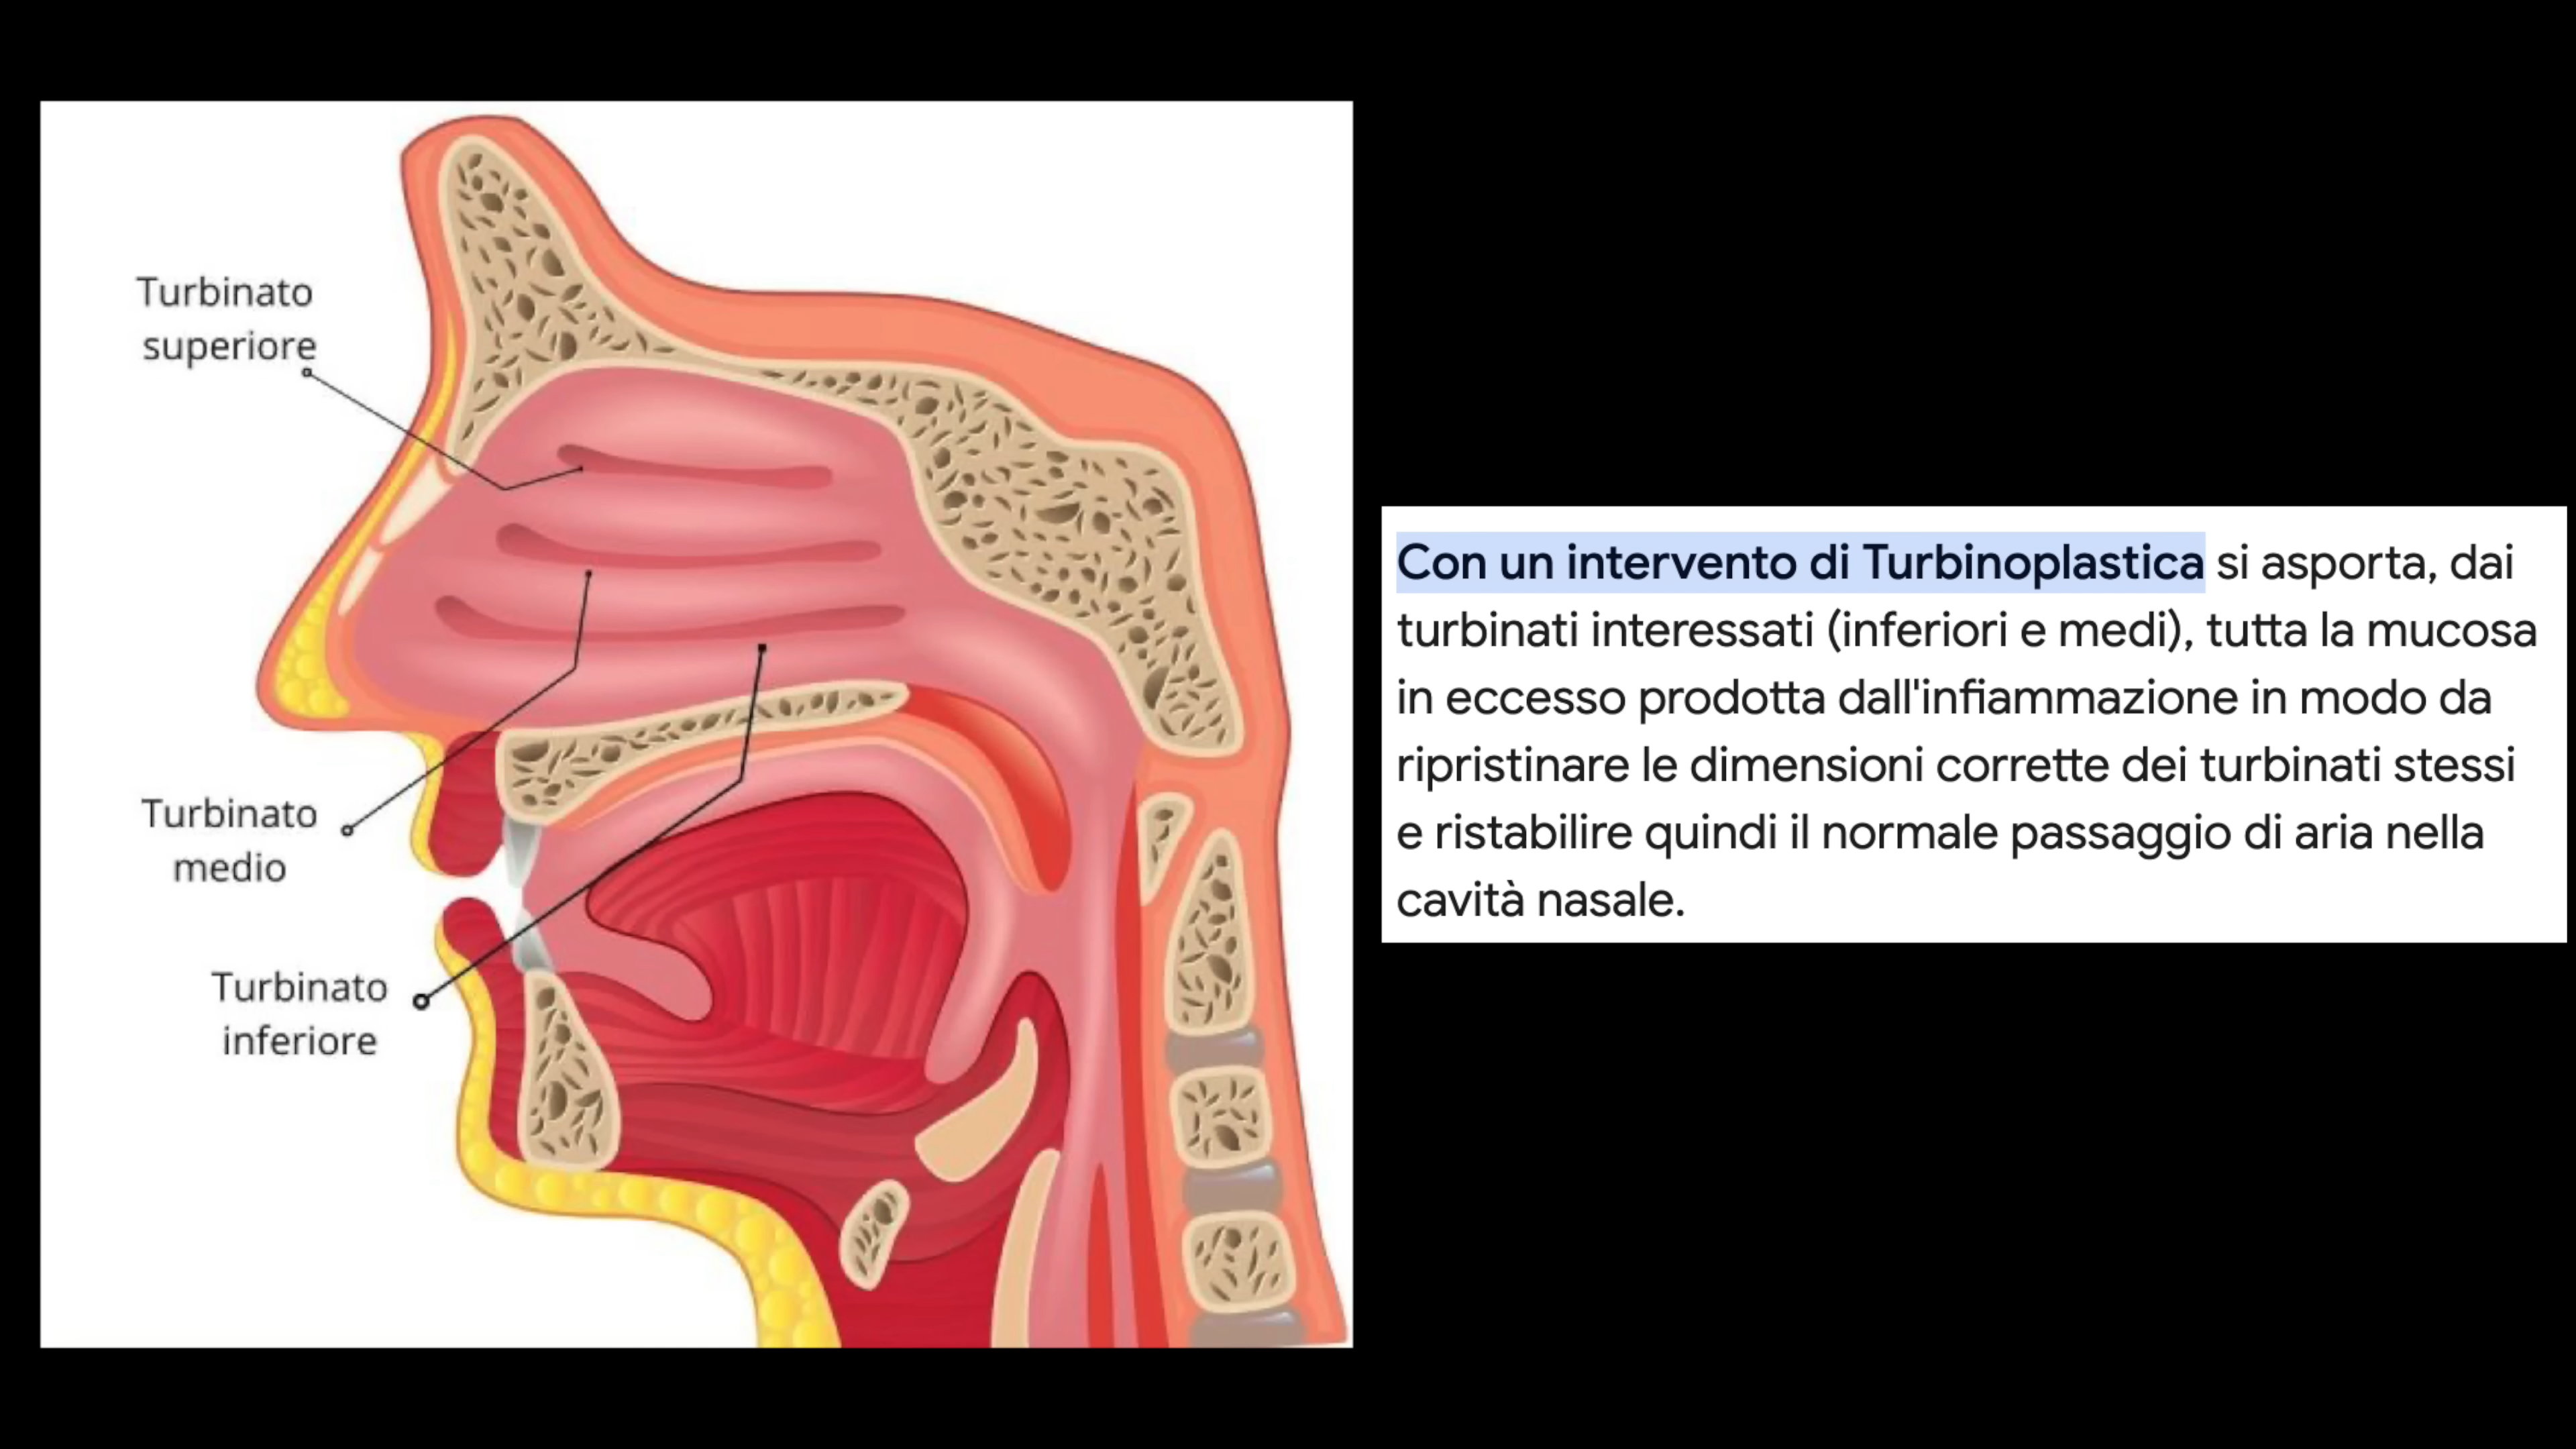 Turbinato
superiore
Turbinato
medio
Turbinato
inferiore
Con un intervento di Turbinoplastica si asporta, dai
turbinati interessati (inferiori e medi), tutta la mucosa
in eccesso prodotta dall'infiammazione in modo da
ripristinare le dimensioni corrette dei turbinati stessi
e ristabilire quindi il normale passaggio di aria nella
cavità nasale.